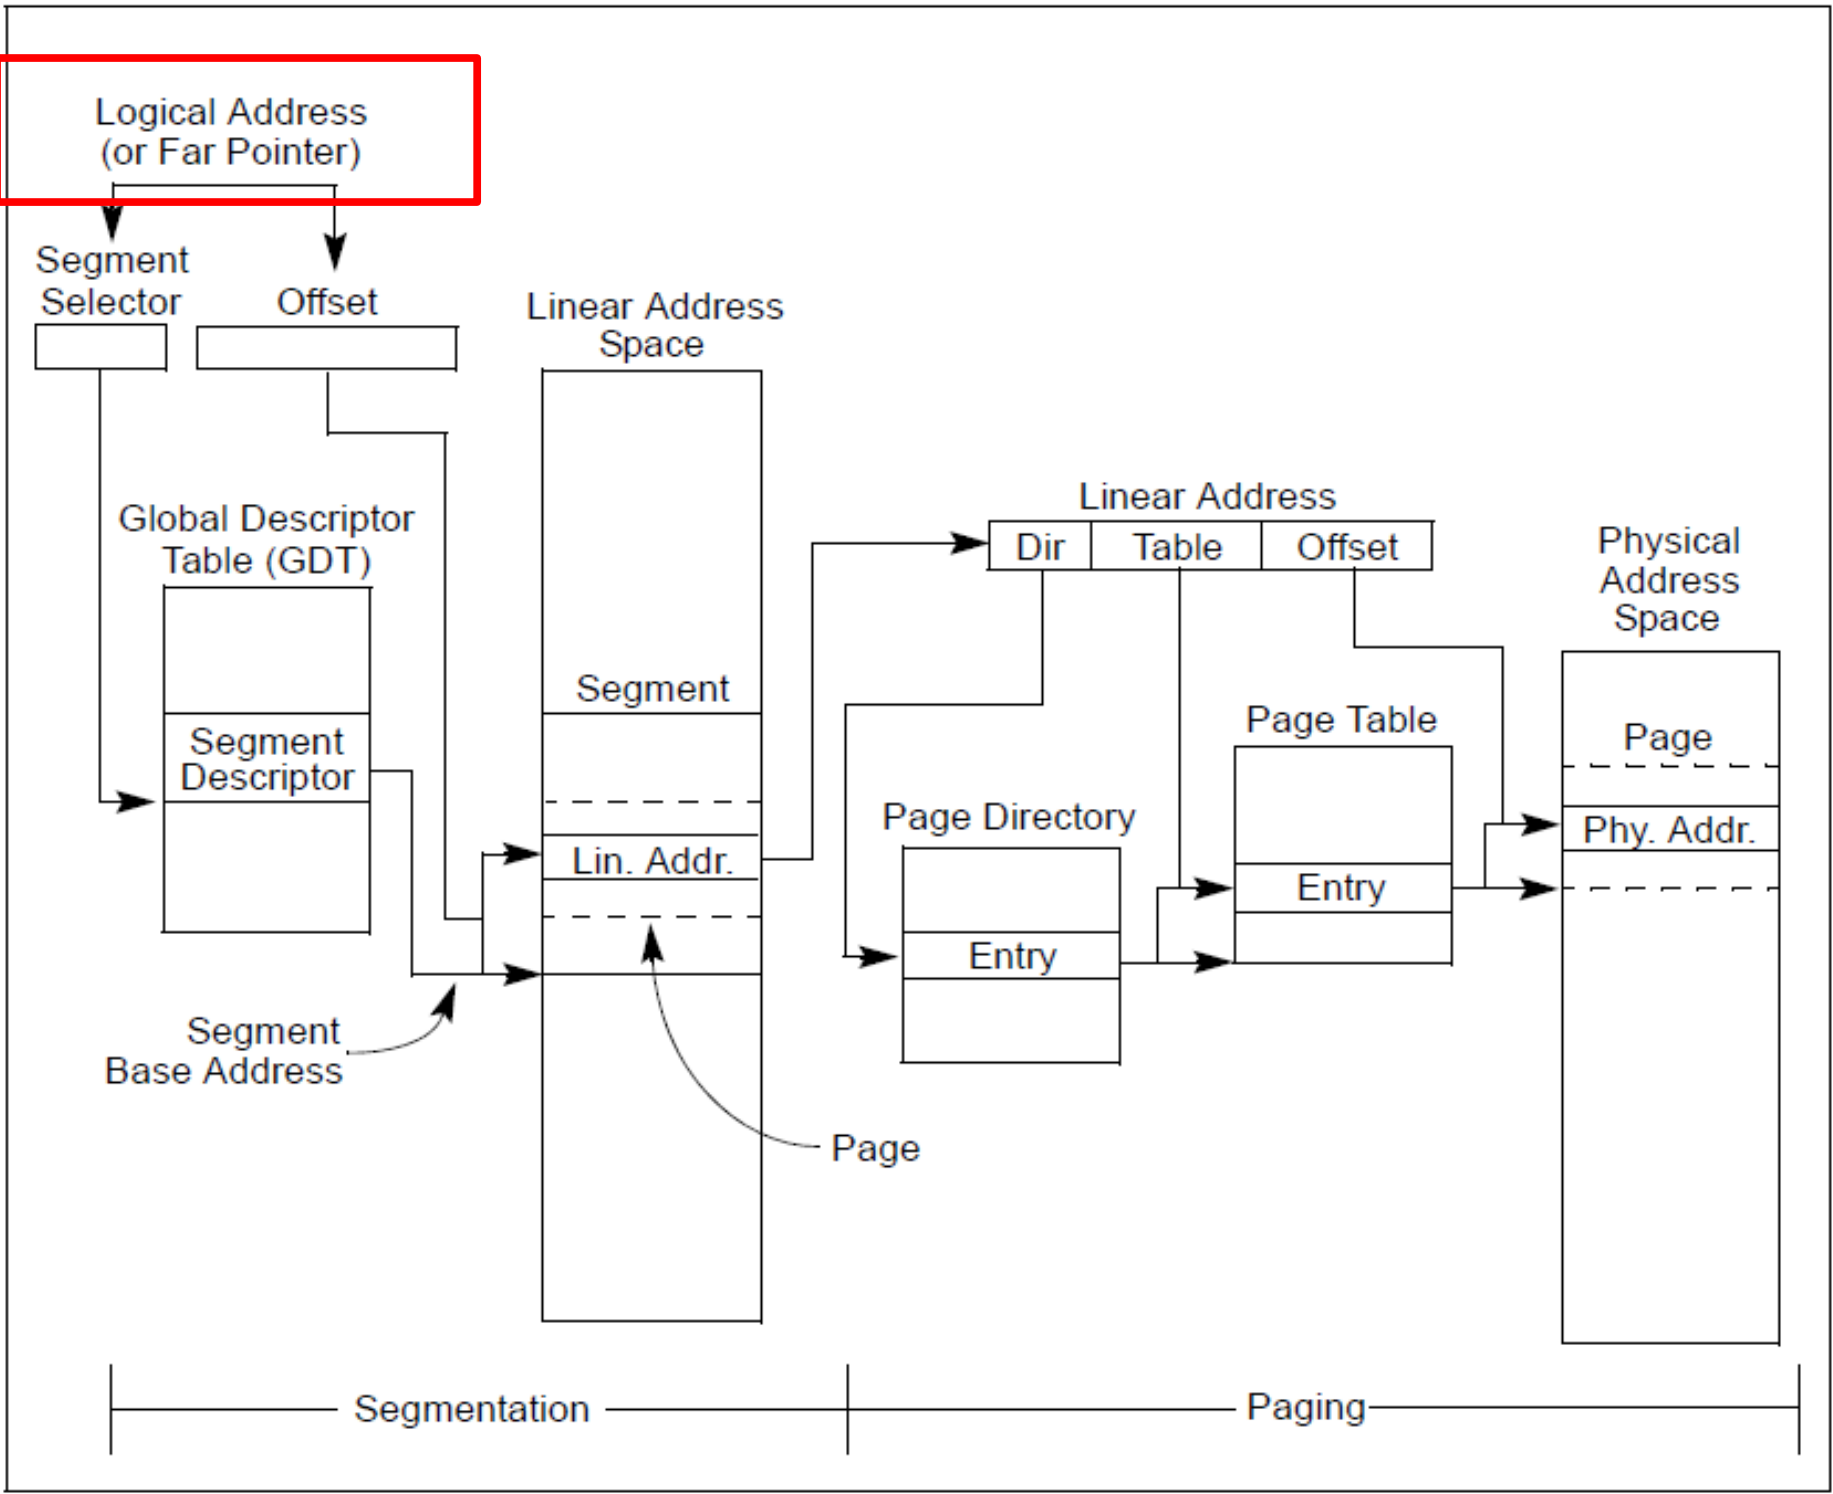 Logical Address
(or Far Pointer)
Segment
Selector
Offset
Linear Address
Space
Global Descriptor
Table (GDT)
Segment
Descriptor
Segment
Lin. Addr.
Segment
Base Address
Page
Linear Address
Dir
Table
Offset
Page Directory
Entry
Page Table
Entry
Physical
Address
Space
Page
Phy. Addr.
Segmentation
Paging